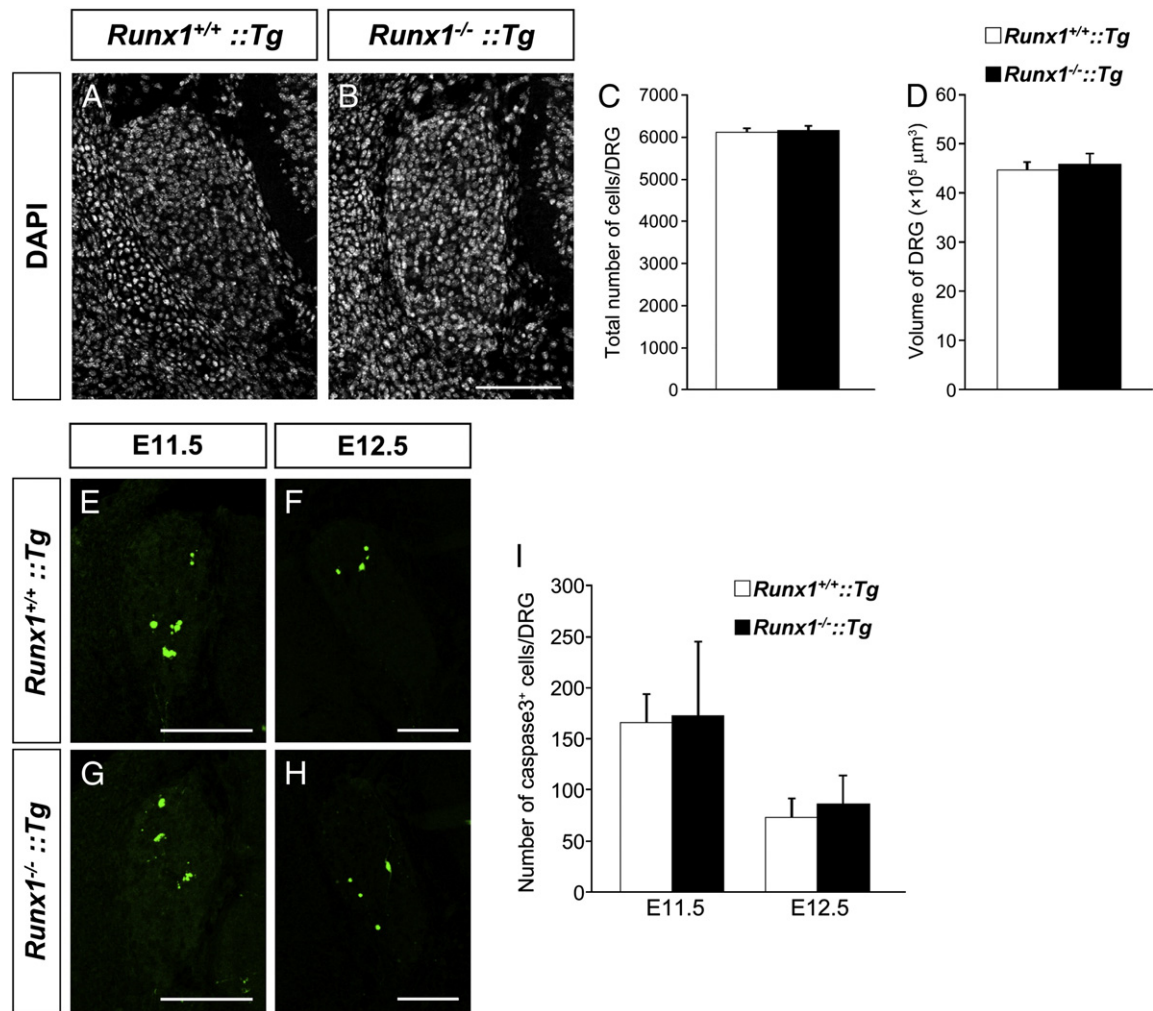 Runx1+/+ ::Tg
Runx1-/- ::Tg
DAPI
A
B
C
Total number of cells/DRG
7000
6000
5000
4000
3000
2000
1000
0
Runx1+/+::Tg
Runx1-/-::Tg
D
Volume of DRG (×10⁵ µm³)
60
50
40
30
20
10
0
E11.5
E12.5
Runx1+/+ ::Tg
E
F
Runx1-/- ::Tg
G
H
I
Number of caspase3⁺ cells/DRG
300
250
200
150
100
50
0
Runx1+/+::Tg
Runx1-/-::Tg
E11.5
E12.5